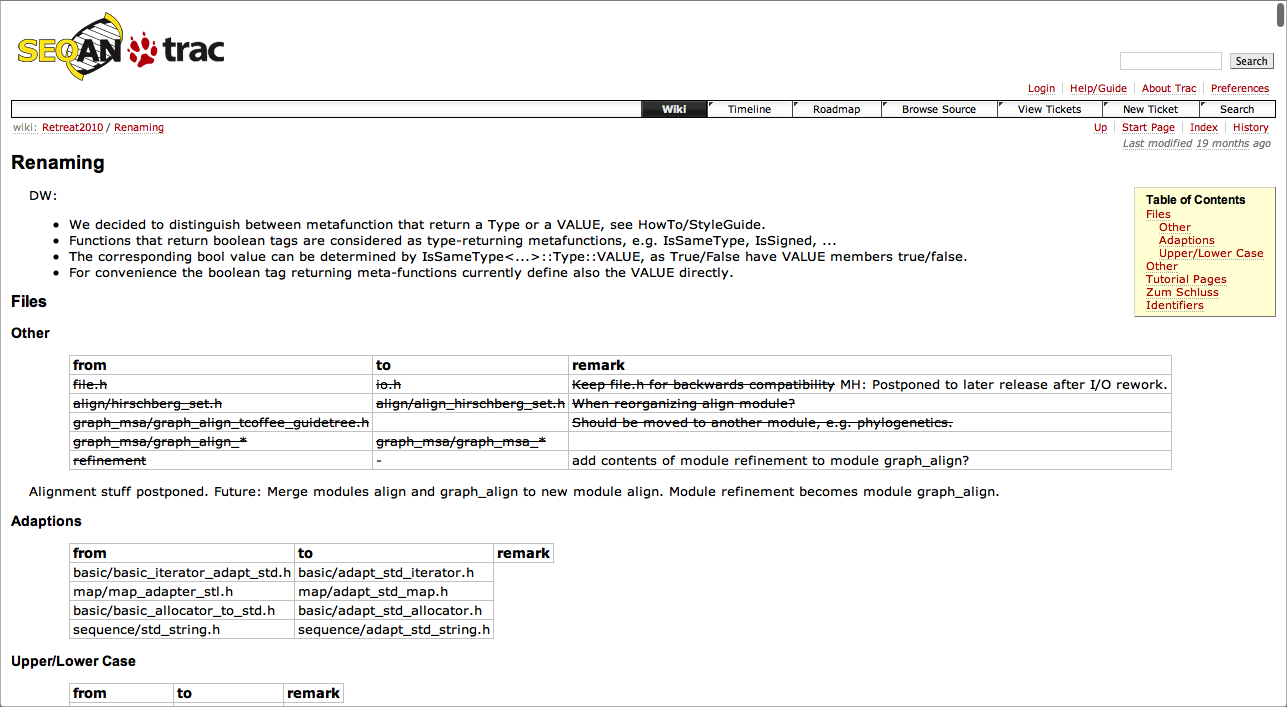 SEQAN trac
Search
Login Help/Guide About Trac Preferences
Wiki Timeline Roadmap Browse Source View Tickets New Ticket Search
wiki: Retreat2010 / Renaming
Up Start Page Index History
Last modified 19 months ago
Renaming
DW:
We decided to distinguish between metafunction that return a Type or a VALUE, see HowTo/StyleGuide.
Functions that return boolean tags are considered as type-returning metafunctions, e.g. IsSameType, IsSigned, ...
The corresponding bool value can be determined by IsSameType<...>::Type::VALUE, as True/False have VALUE members true/false.
For convenience the boolean tag returning meta-functions currently define also the VALUE directly.
Table of Contents
Files
Other
Adaptions
Upper/Lower Case
Other
Tutorial Pages
Zum Schluss
Identifiers
Files
Other
from to remark
file.h io.h Keep file.h for backwards compatibility MH: Postponed to later release after I/O rework.
align/hirschberg_set.h align/align_hirschberg_set.h When reorganizing align module?
graph_msa/graph_align_tcoffee_guidetree.h Should be moved to another module, e.g. phylogenetics.
graph_msa/graph_align_* graph_msa/graph_msa_*
refinement - add contents of module refinement to module graph_align?
Alignment stuff postponed. Future: Merge modules align and graph_align to new module align. Module refinement becomes module graph_align.
Adaptions
from to remark
basic/basic_iterator_adapt_std.h basic/adapt_std_iterator.h
map/map_adapter_stl.h map/adapt_std_map.h
basic/basic_allocator_to_std.h basic/adapt_std_allocator.h
sequence/std_string.h sequence/adapt_std_string.h
Upper/Lower Case
from to remark